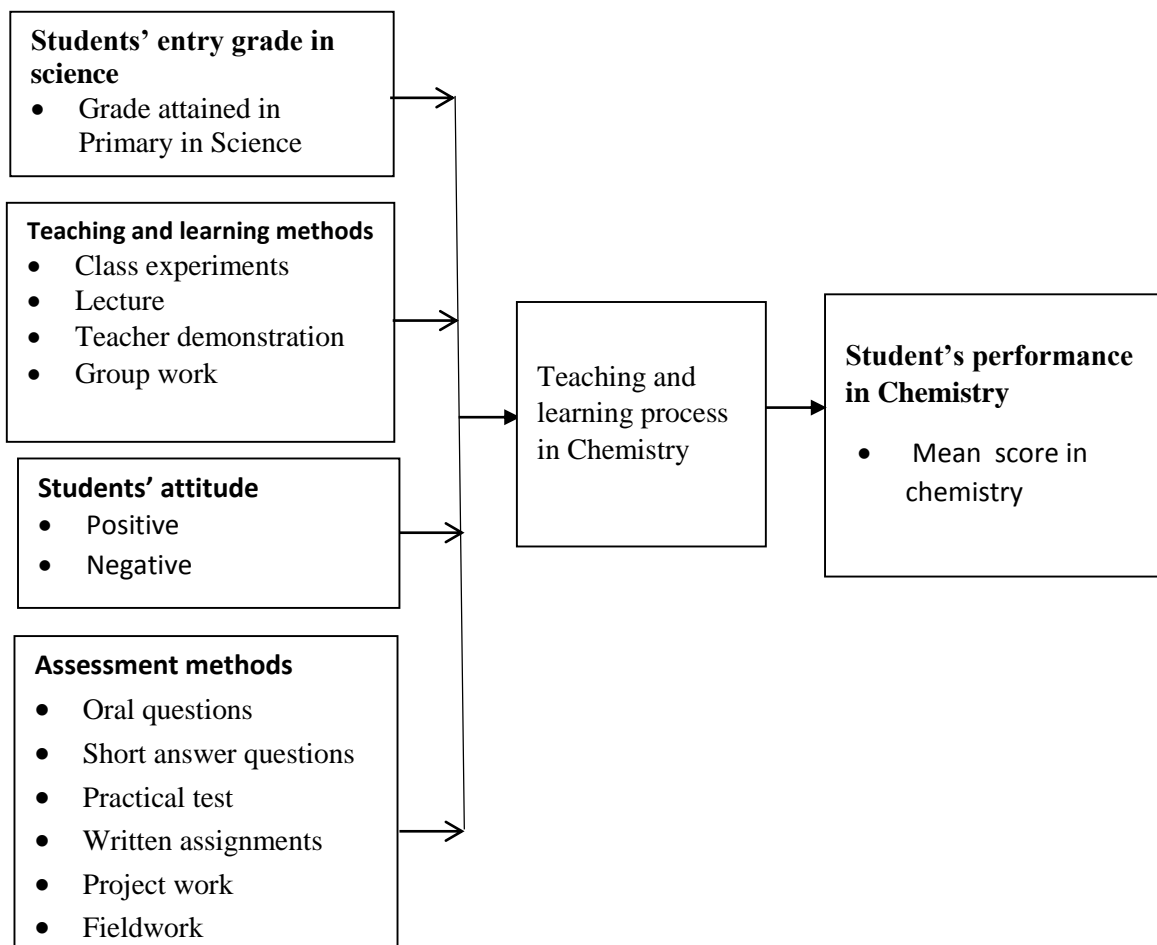 Students’ entry grade in
science
• Grade attained in
Primary in Science
Teaching and learning methods
• Class experiments
• Lecture
• Teacher demonstration
• Group work
Students’ attitude
• Positive
• Negative
Assessment methods
• Oral questions
• Short answer questions
• Practical test
• Written assignments
• Project work
• Fieldwork
Teaching and
learning process
in Chemistry
Student’s performance
in Chemistry
• Mean score in
chemistry